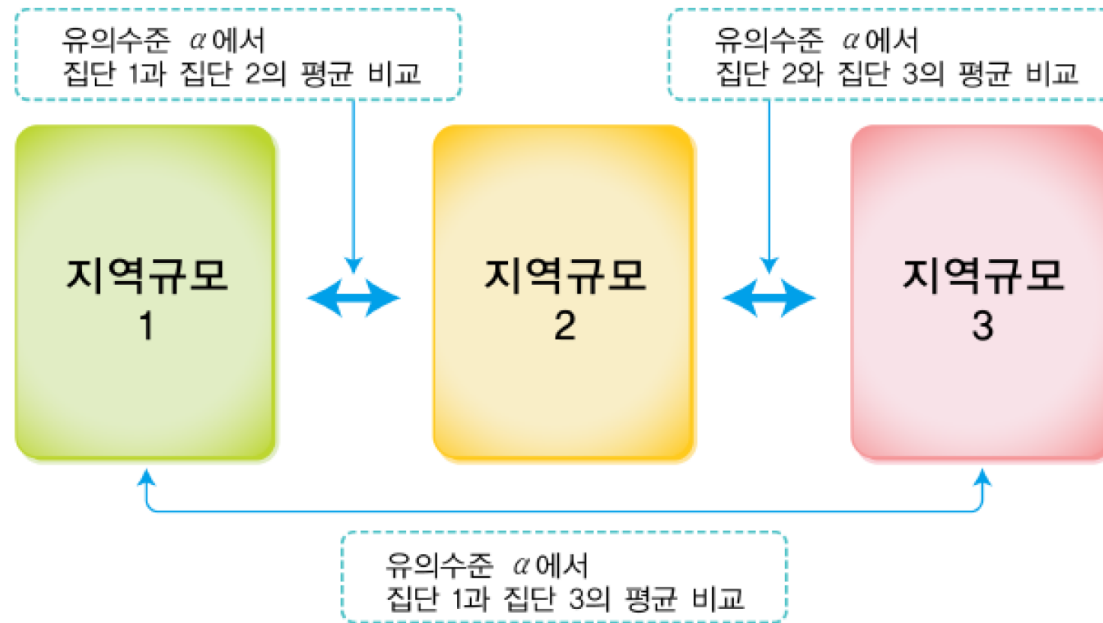 유의수준 α에서
집단 1과 집단 2의 평균 비교
유의수준 α에서
집단 2와 집단 3의 평균 비교
지역규모
1
지역규모
2
지역규모
3
유의수준 α에서
집단 1과 집단 3의 평균 비교